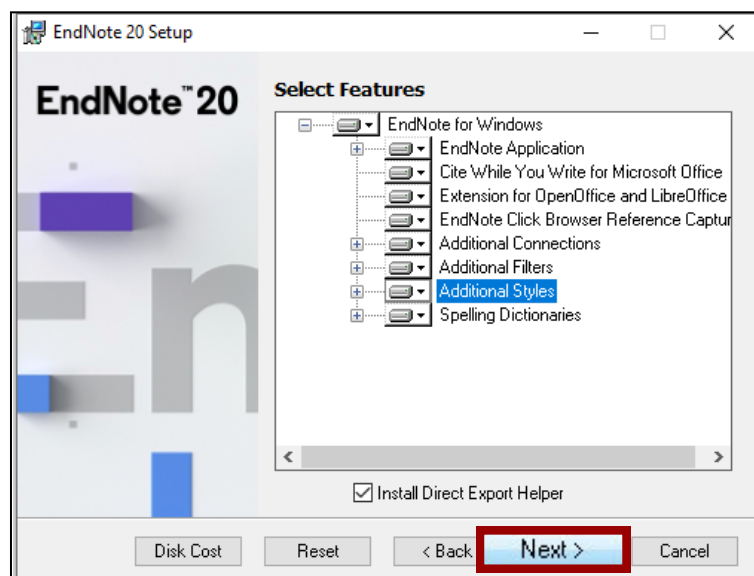 EndNote 20 Setup
EndNote™20
Select Features
EndNote for Windows
EndNote Application
Cite While You Write for Microsoft Office
Extension for OpenOffice and LibreOffice
EndNote Click Browser Reference Captur
Additional Connections
Additional Filters
Additional Styles
Spelling Dictionaries
Install Direct Export Helper
Disk Cost Reset < Back Next > Cancel